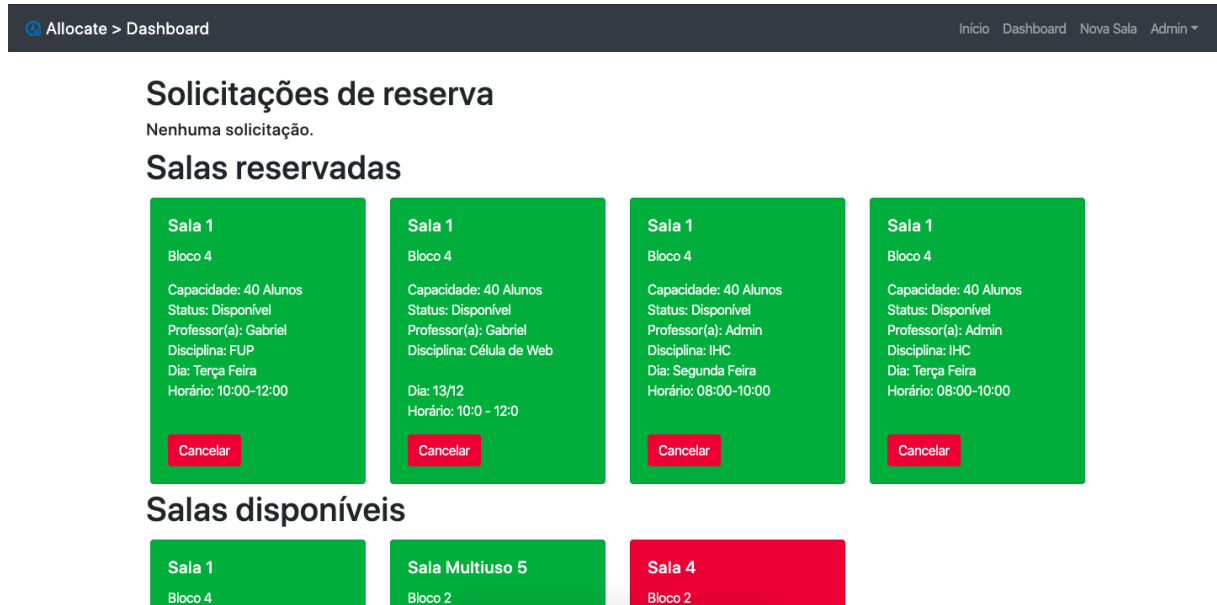 Allocate > Dashboard
Início Dashboard Nova Sala Admin
Solicitações de reserva
Nenhuma solicitação.
Salas reservadas
Sala 1
Bloco 4
Capacidade: 40 Alunos
Status: Disponível
Professor(a): Gabriel
Disciplina: FUP
Dia: Terça Feira
Horário: 10:00-12:00
Cancelar
Sala 1
Bloco 4
Capacidade: 40 Alunos
Status: Disponível
Professor(a): Gabriel
Disciplina: Célula de Web
Dia: 13/12
Horário: 10:0 - 12:0
Cancelar
Sala 1
Bloco 4
Capacidade: 40 Alunos
Status: Disponível
Professor(a): Admin
Disciplina: IHC
Dia: Segunda Feira
Horário: 08:00-10:00
Cancelar
Sala 1
Bloco 4
Capacidade: 40 Alunos
Status: Disponível
Professor(a): Admin
Disciplina: IHC
Dia: Terça Feira
Horário: 08:00-10:00
Cancelar
Salas disponíveis
Sala 1
Bloco 4
Sala Multiuso 5
Bloco 2
Sala 4
Bloco 2